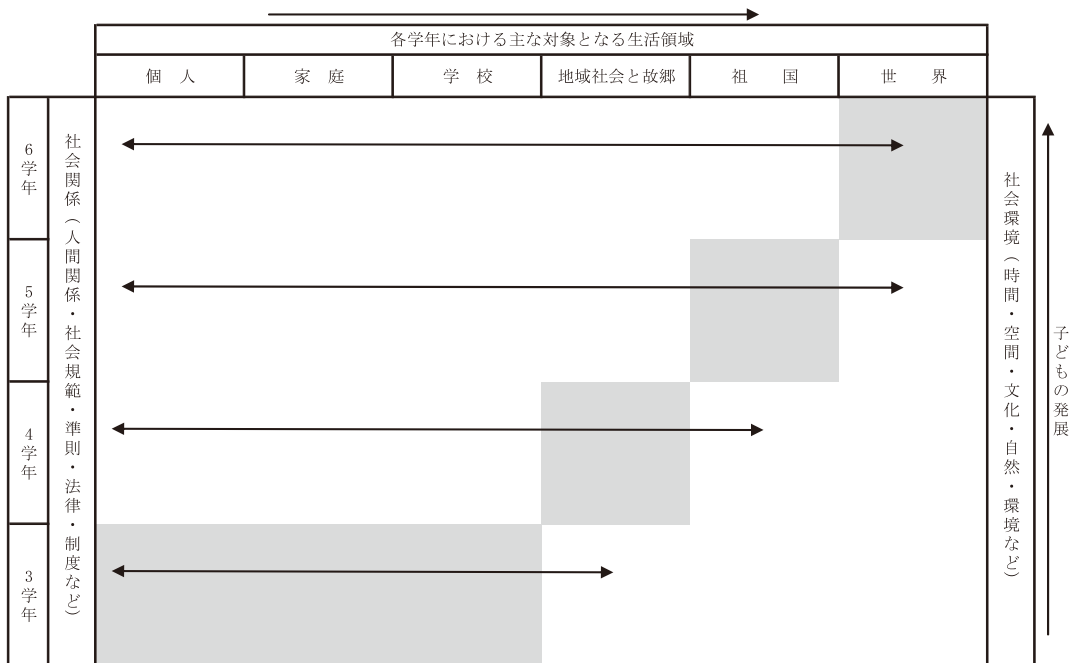 各学年における主な対象となる生活領域
個 人
家 庭
学 校
地域社会と故郷
祖 国
世 界
6学年
5学年
4学年
3学年
社会関係(人間関係・社会規範・準則・法律・制度など)
社会環境(時間・空間・文化・自然・環境など)
子どもの発展